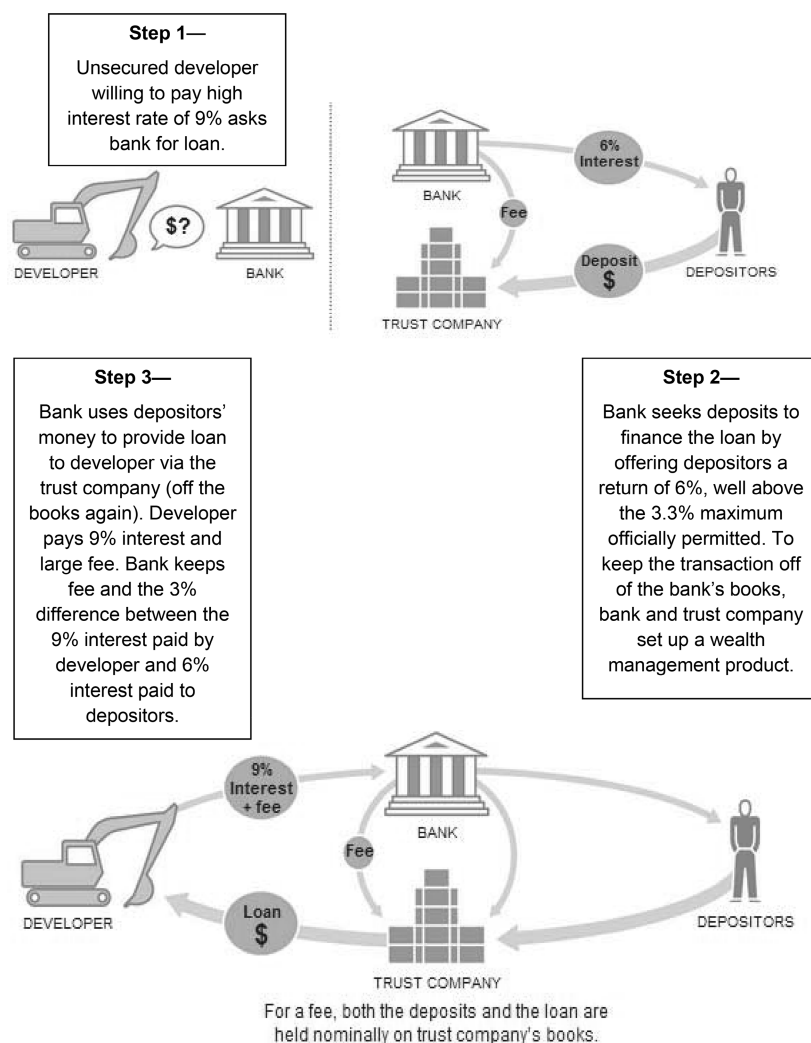 Step 1—
Unsecured developer
willing to pay high
interest rate of 9% asks
bank for loan.
$?
DEVELOPER
BANK
BANK
6%
Interest
Fee
Deposit
$
DEPOSITORS
TRUST COMPANY
Step 2—
Bank seeks deposits to
finance the loan by
offering depositors a
return of 6%, well above
the 3.3% maximum
officially permitted. To
keep the transaction off
of the bank’s books,
bank and trust company
set up a wealth
management product.
Step 3—
Bank uses depositors’
money to provide loan
to developer via the
trust company (off the
books again). Developer
pays 9% interest and
large fee. Bank keeps
fee and the 3%
difference between the
9% interest paid by
developer and 6%
interest paid to
depositors.
9%
Interest
+ fee
BANK
Fee
DEVELOPER
Loan
$
DEPOSITORS
TRUST COMPANY
For a fee, both the deposits and the loan are
held nominally on trust company's books.